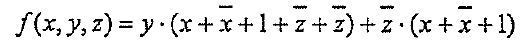 f(x, y, z) = y·(x + x̅ + 1 + z̅ + z̅) + z̅·(x + x̅ + 1)